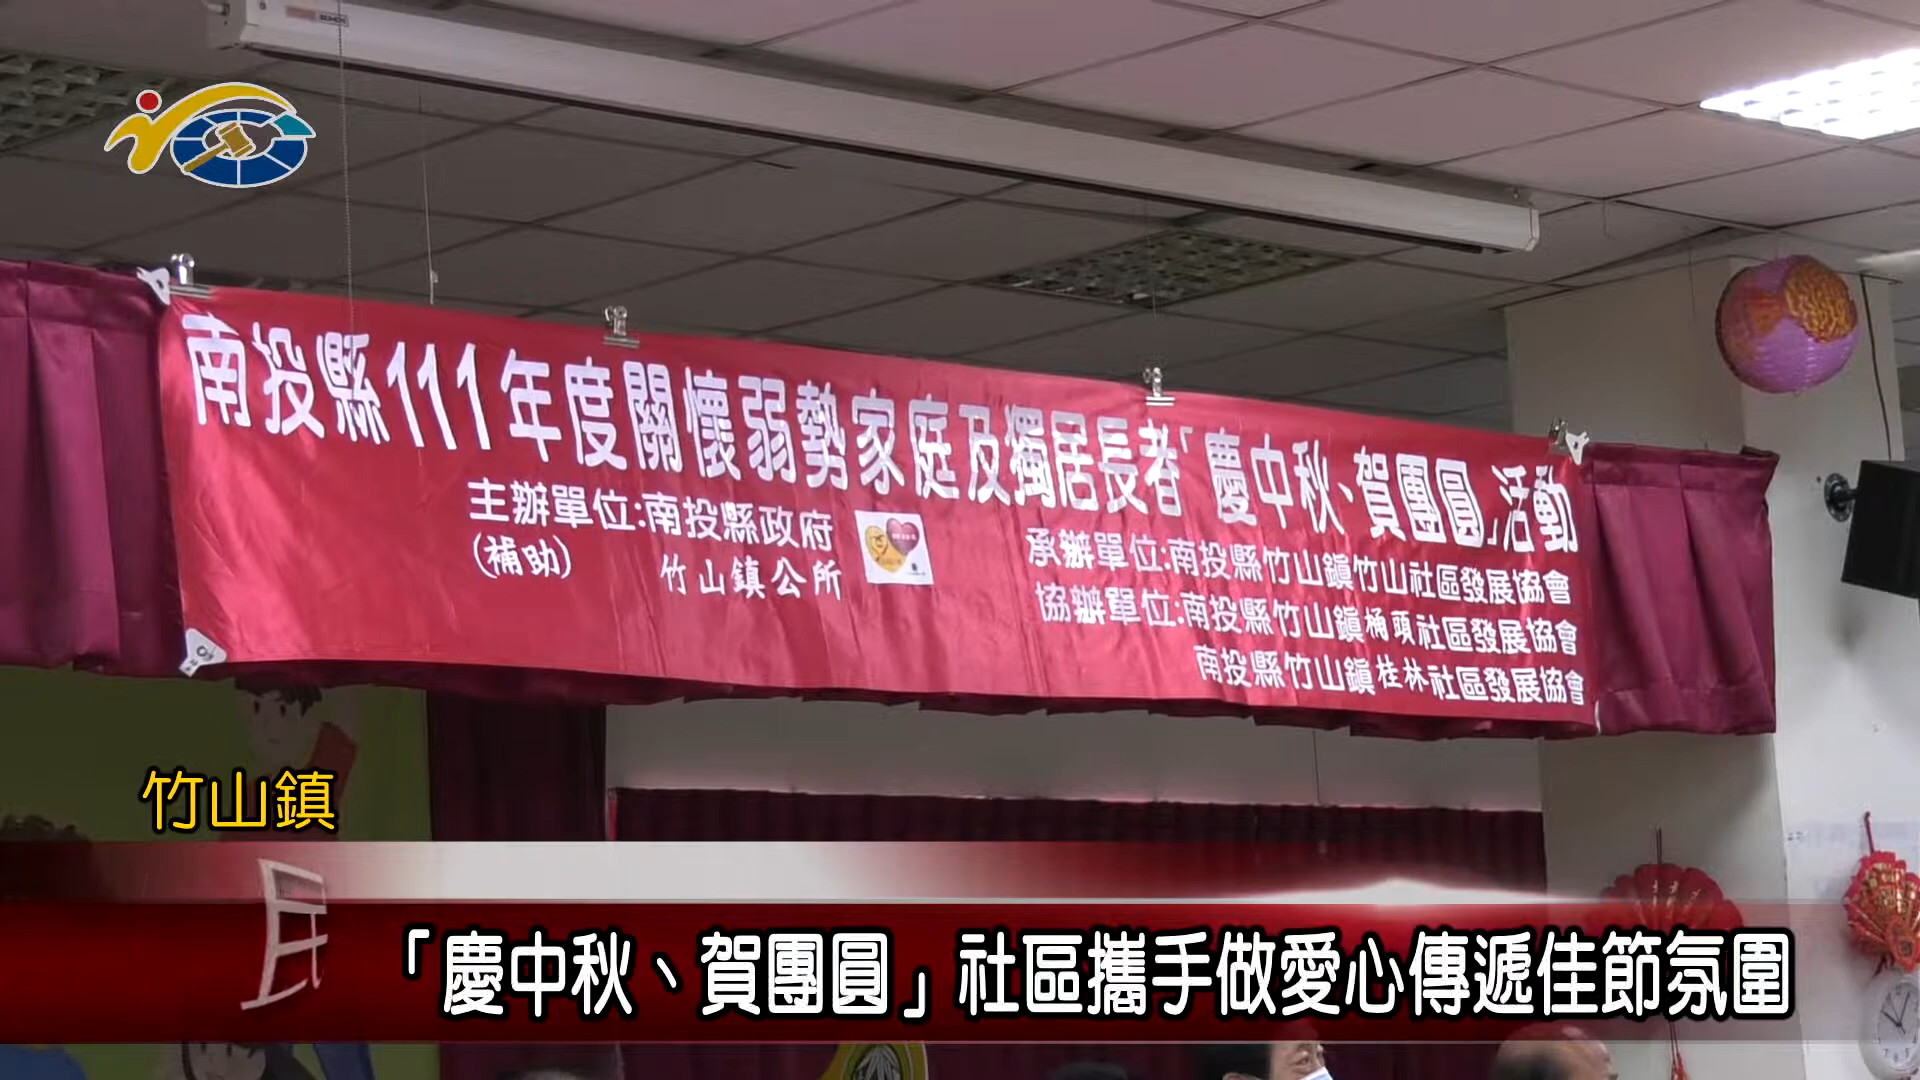 南投縣111年度關懷弱勢家庭及獨居長者「慶中秋、賀團圓」活動
主辦單位:南投縣政府
(補助) 竹山鎮公所
承辦單位:南投縣竹山鎮竹山社區發展協會
協辦單位:南投縣竹山鎮桶頭社區發展協會
南投縣竹山鎮桂林社區發展協會
竹山鎮
「慶中秋、賀團圓」社區攜手做愛心傳遞佳節氛圍